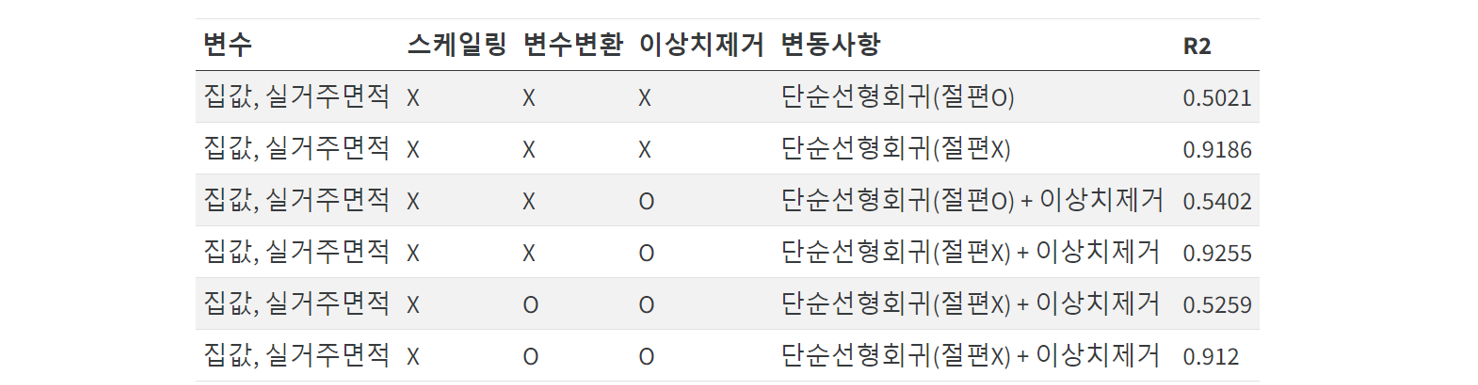 변수 스케일링 변수변환 이상치제거 변동사항 R2
집값, 실거주면적 X X X 단순선형회귀(절편O) 0.5021
집값, 실거주면적 X X X 단순선형회귀(절편X) 0.9186
집값, 실거주면적 X X O 단순선형회귀(절편O) + 이상치제거 0.5402
집값, 실거주면적 X X O 단순선형회귀(절편X) + 이상치제거 0.9255
집값, 실거주면적 X O O 단순선형회귀(절편X) + 이상치제거 0.5259
집값, 실거주면적 X O O 단순선형회귀(절편X) + 이상치제거 0.912